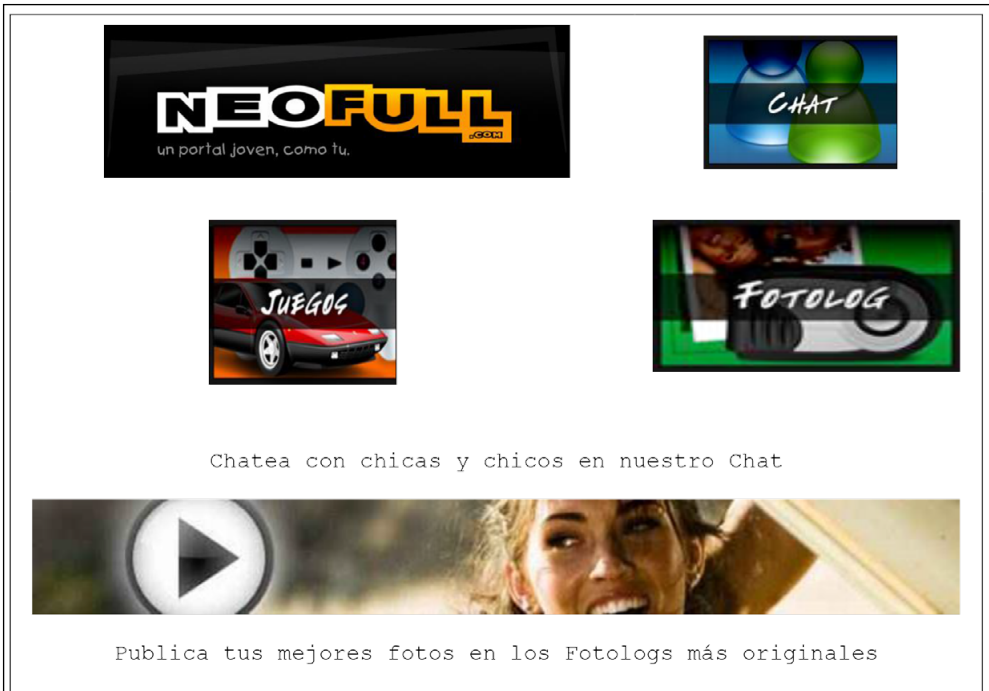 NEOFULL
.COM
un portal joven, como tu.
CHAT
JUEGOS
FOTOLOG
Chatea con chicas y chicos en nuestro Chat
Publica tus mejores fotos en los Fotologs más originales